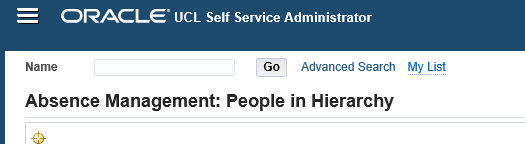 ORACLE® UCL Self Service Administrator
Name Go Advanced Search My List
Absence Management: People in Hierarchy